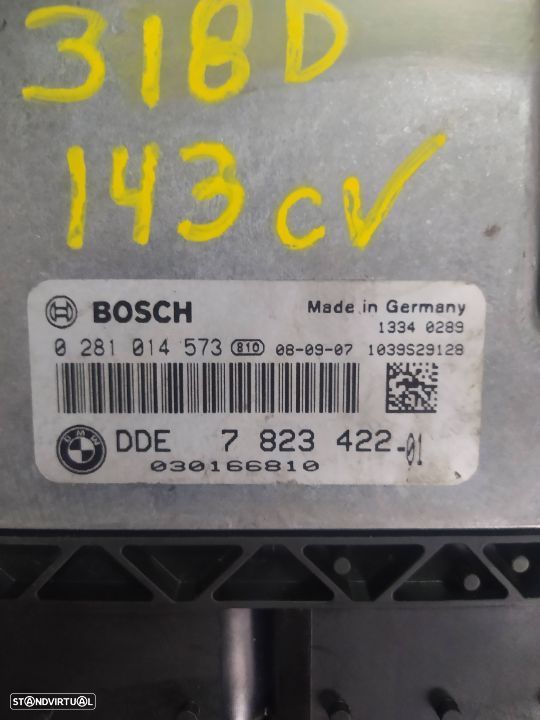 318D
143cv
BOSCH
Made in Germany
1334 0289
0 281 014 573 810 08-09-07 1039S29128
BMW
DDE 7 823 422-01
030166810
STANDVIRTUAL